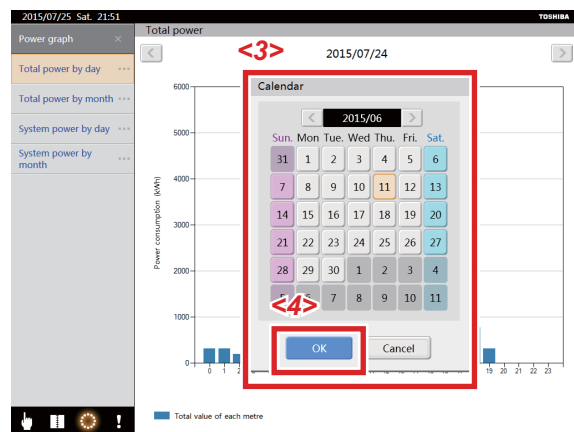 2015/07/25 Sat. 21:51
TOSHIBA
Power graph ×
Total power
Total power by day
Total power by month
System power by day
System power by
month
< 2015/07/24 >
<3>
Calendar
< 2015/06 >
Sun. Mon Tue. Wed Thu. Fri. Sat.
31 1 2 3 4 5 6
7 8 9 10 11 12 13
14 15 16 17 18 19 20
21 22 23 24 25 26 27
28 29 30 1 2 3 4
7 8 9 10 11
<4>
OK Cancel
Power consumption (kWh)
6000
5000
4000
3000
2000
1000
0
0 1 2 19 20 21 22 23
Total value of each metre
!